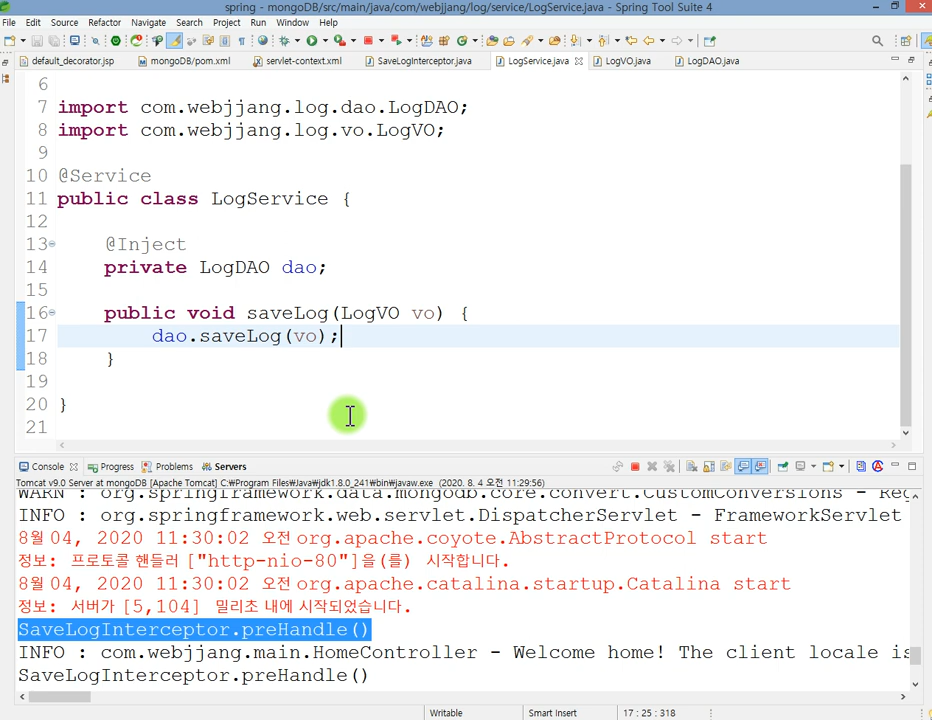 spring - mongoDB/src/main/java/com/webjjang/log/service/LogService.java - Spring Tool Suite 4
File Edit Source Refactor Navigate Search Project Run Window Help
default_decorator.jsp mongoDB/pom.xml servlet-context.xml SaveLogInterceptor.java LogService.java LogVO.java LogDAO.java
6
7 import com.webjjang.log.dao.LogDAO;
8 import com.webjjang.log.vo.LogVO;
9
10 @Service
11 public class LogService {
12
13 @Inject
14 private LogDAO dao;
15
16 public void saveLog(LogVO vo) {
17 dao.saveLog(vo);
18 }
19
20 }
21
Console Progress Problems Servers
Tomcat v9.0 Server at mongoDB [Apache Tomcat] C:\Program Files\Java\jdk1.8.0_241\bin\javaw.exe (2020. 8. 4 오전 11:29:56)
WARN : org.springframework.data.mongodb.core.convert.CustomConversions - Reg
INFO : org.springframework.web.servlet.DispatcherServlet - FrameworkServlet
8월 04, 2020 11:30:02 오전 org.apache.coyote.AbstractProtocol start
정보: 프로토콜 핸들러 ["http-nio-80"]을(를) 시작합니다.
8월 04, 2020 11:30:02 오전 org.apache.catalina.startup.Catalina start
정보: 서버가 [5,104] 밀리초 내에 시작되었습니다.
SaveLogInterceptor.preHandle()
INFO : com.webjjang.main.HomeController - Welcome home! The client locale is
SaveLogInterceptor.preHandle()
Writable Smart Insert 17 : 25 : 318